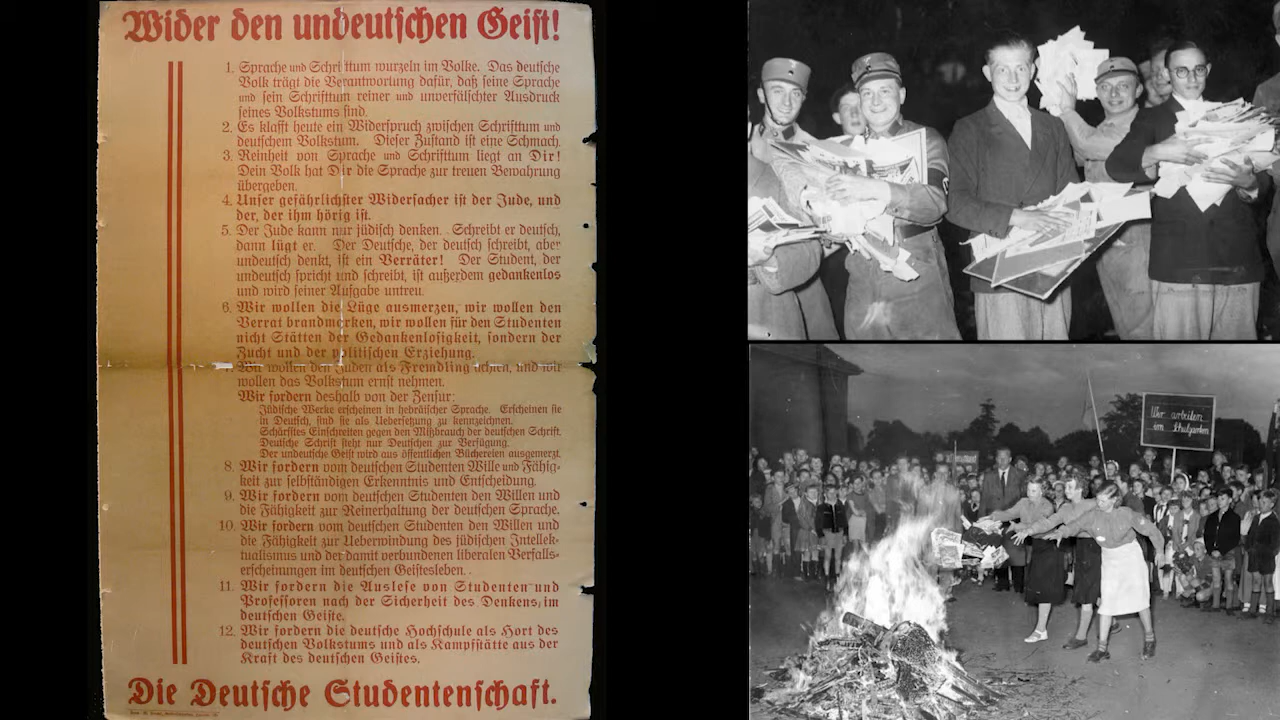 Wider den undeutschen Geist!
1. Sprache und Schrifttum wurzeln im Volke. Das deutsche
Volk trägt die Verantwortung dafür, daß seine Sprache
und sein Schrifttum reiner und unverfälschter Ausdruck
seines Volkstums sind.
2. Es klafft heute ein Widerspruch zwischen Schrifttum und
deutschem Volkstum. Dieser Zustand ist eine Schmach.
3. Reinheit von Sprache und Schrifttum liegt an Dir!
Dein Volk hat Dir die Sprache zur treuen Bewahrung
übergeben.
4. Unser gefährlichster Widersacher ist der Jude, und
der, der ihm hörig ist.
5. Der Jude kann nur jüdisch denken. Schreibt er deutsch,
dann lügt er. Der Deutsche, der deutsch schreibt, aber
undeutsch denkt, ist ein Verräter! Der Student, der
undeutsch spricht und schreibt, ist außerdem gedankenlos
und wird seiner Aufgabe untreu.
6. Wir wollen die Lüge ausmerzen, wir wollen den
Verrat brandmarken, wir wollen für den Studenten
nicht Stätten der Gedankenlosigkeit, sondern der
Zucht und der politischen Erziehung.
7. Wir wollen den Juden als Fremdling achten, und wir
wollen das Volkstum ernst nehmen.
Wir fordern deshalb von der Zensur:
Jüdische Werke erscheinen in hebräischer Sprache. Erscheinen sie
in Deutsch, sind sie als Uebersetzung zu kennzeichnen.
Schärfstes Einschreiten gegen den Mißbrauch der deutschen Schrift.
Deutsche Schrift steht nur Deutschen zur Verfügung.
Der undeutsche Geist wird aus öffentlichen Büchereien ausgemerzt.
8. Wir fordern vom deutschen Studenten Wille und Fähig-
keit zur selbständigen Erkenntnis und Entscheidung.
9. Wir fordern vom deutschen Studenten den Willen und
die Fähigkeit zur Reinerhaltung der deutschen Sprache.
10. Wir fordern vom deutschen Studenten den Willen und
die Fähigkeit zur Ueberwindung des jüdischen Intellek-
tualismus und der damit verbundenen liberalen Verfalls-
erscheinungen im deutschen Geistesleben.
11. Wir fordern die Auslese von Studenten und
Professoren nach der Sicherheit des Denkens im
deutschen Geiste.
12. Wir fordern die deutsche Hochschule als Hort des
deutschen Volkstums und als Kampfstätte aus der
Kraft des deutschen Geistes.
Die Deutsche Studentenschaft.
Wir arbeiten
im Schulgarten